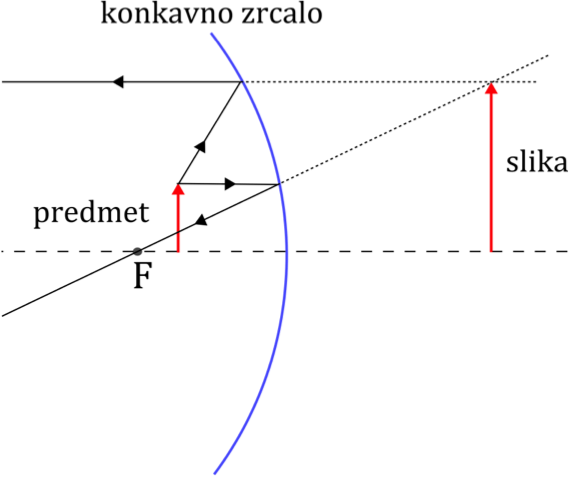 konkavno zrcalo
slika
predmet
F